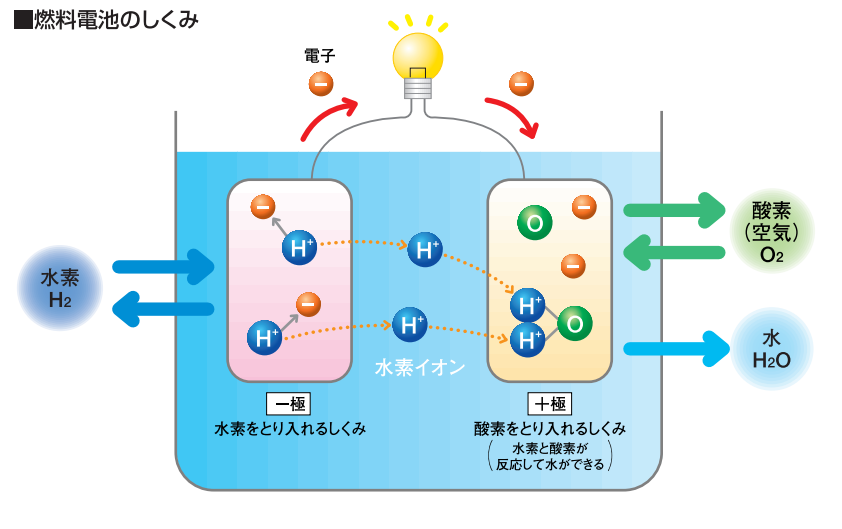 ■燃料電池のしくみ
電子
−
−
−
H⁺
−
H⁺
H⁺
H⁺
水素イオン
O
−
−
H⁺
H⁺
O
水素
H₂
酸素
(空気)
O₂
水
H₂O
−極
水素をとり入れるしくみ
＋極
酸素をとり入れるしくみ
(水素と酸素が
反応して水ができる)